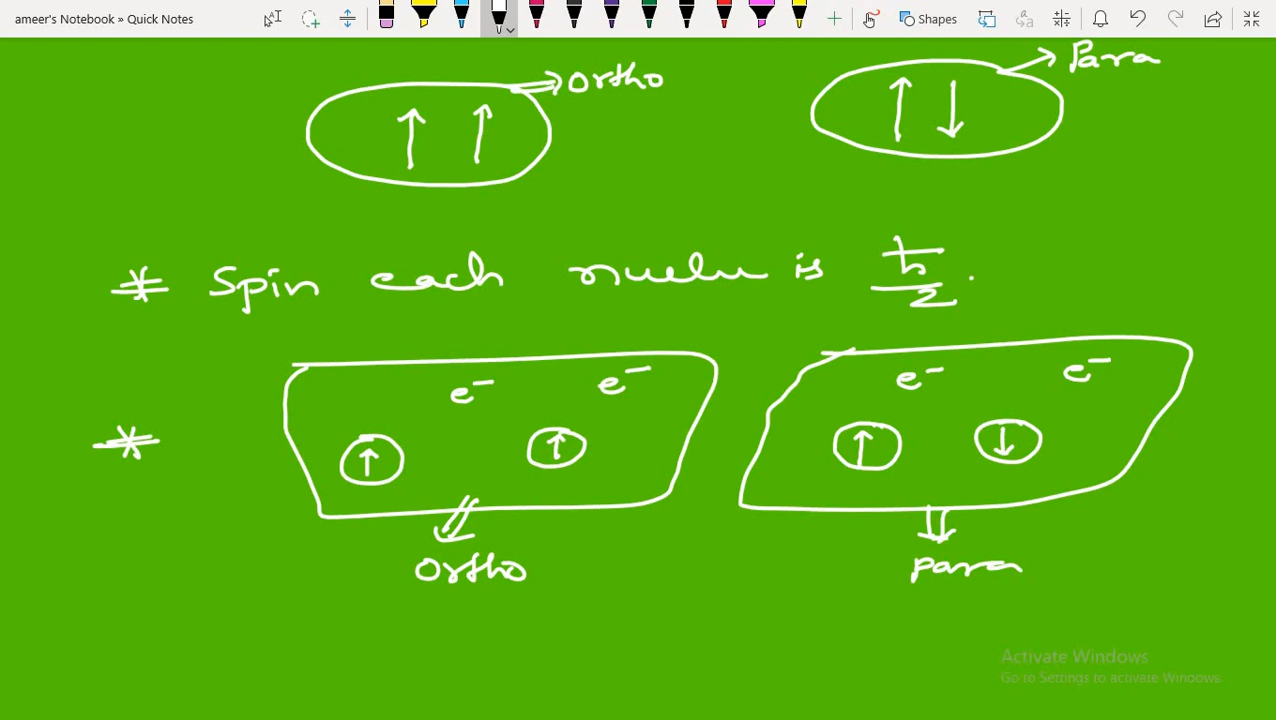 ameer's Notebook » Quick Notes
Shapes
Ortho
Para
* Spin each nuclu is ħ/2.
e⁻ e⁻ e⁻ e⁻
*
Ortho
para
Activate Windows
Go to Settings to activate Windows.